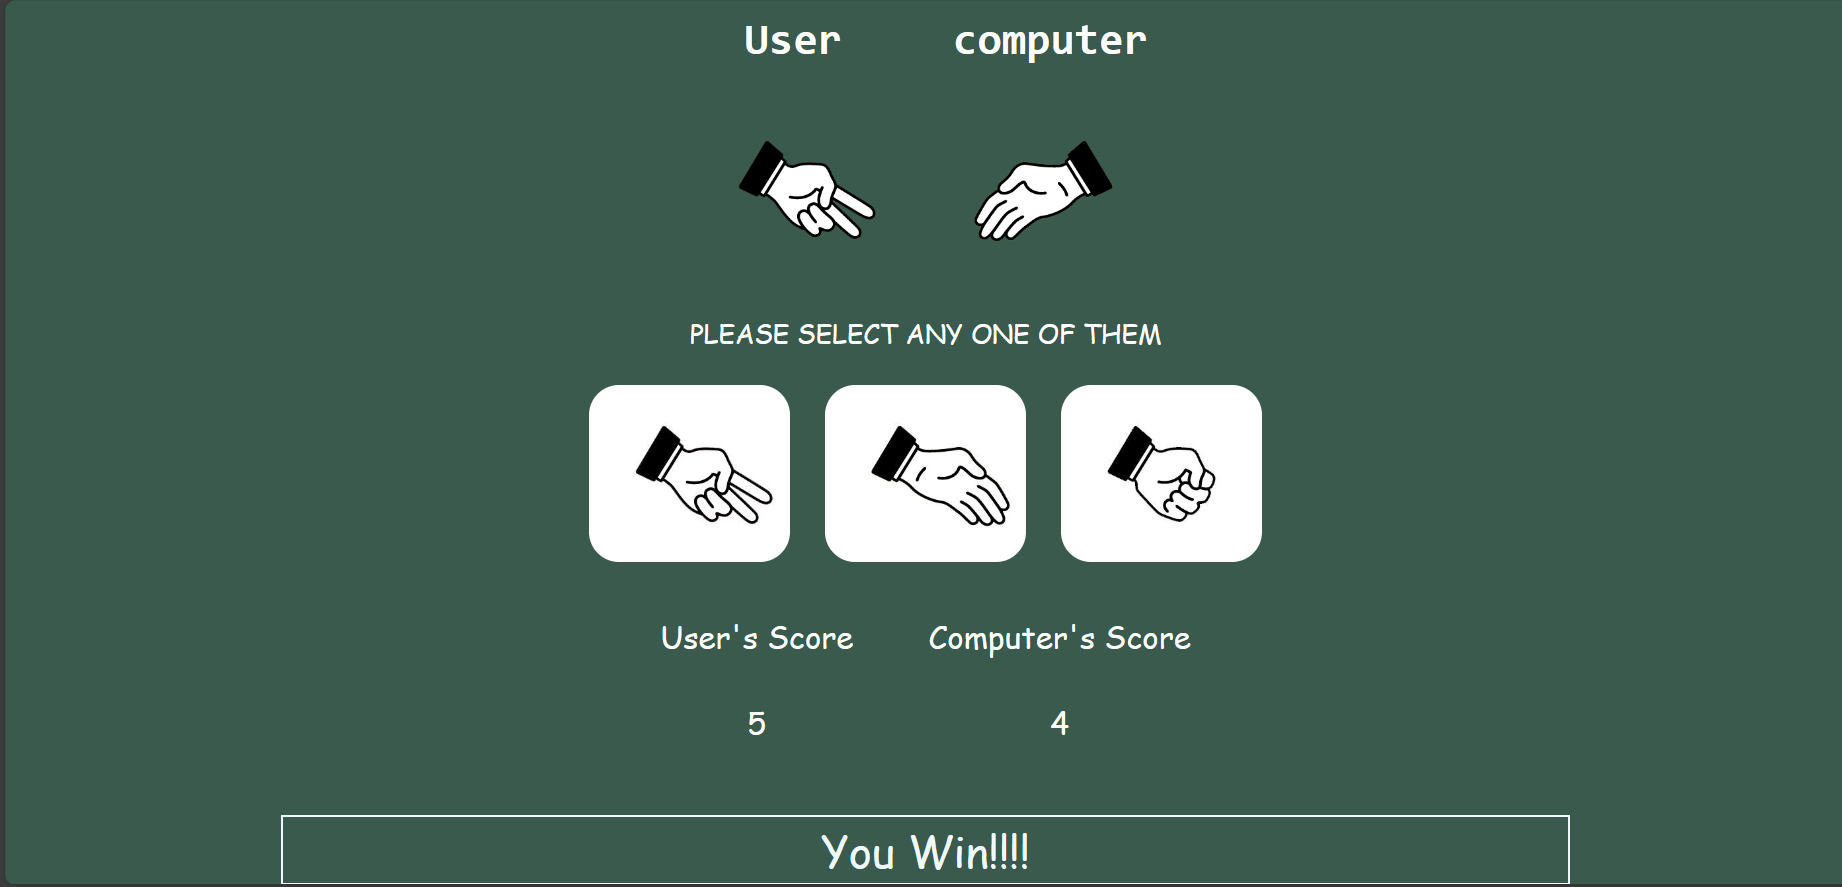 User computer
PLEASE SELECT ANY ONE OF THEM
User's Score Computer's Score
5 4
You Win!!!!